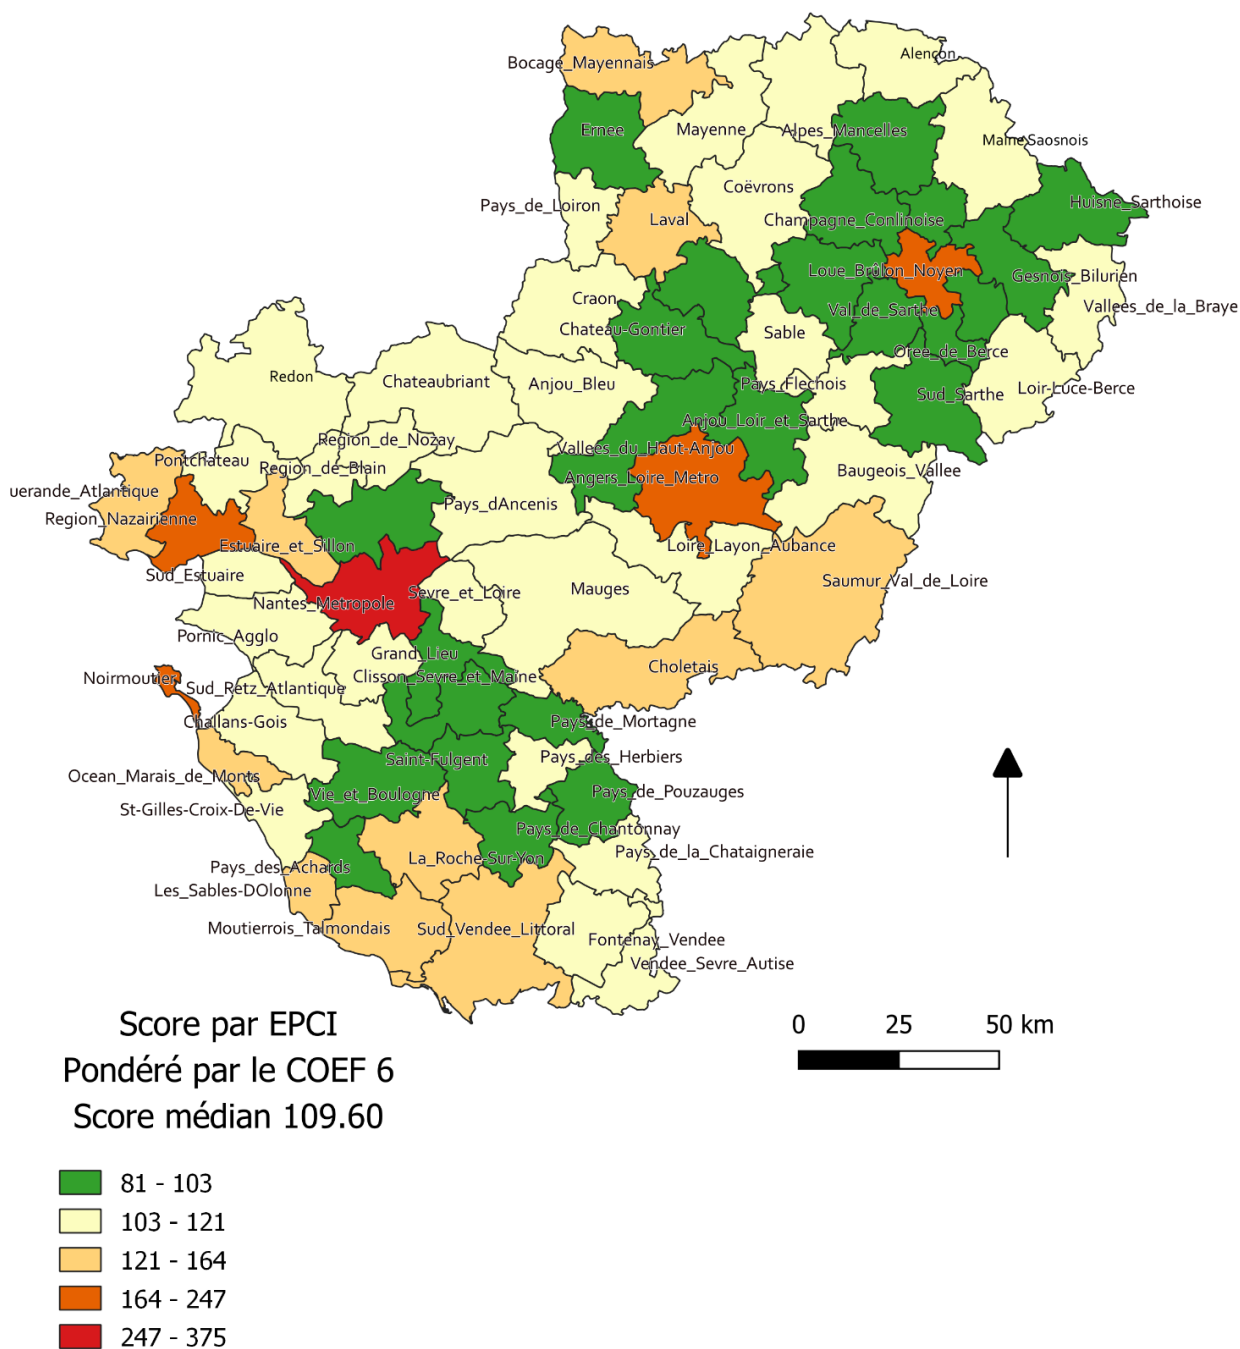 Alençon
Bocage_Mayennais
Ernee
Mayenne
Alpes_Mancelles
MaineSaosnois
Coëvrons
Pays_de_Loiron
Laval
Champagne_Conlinoise
Huisne_Sarthoise
Loue_Brûlon_Noyen
Gesnois_Bilurien
Craon
Vallees_de_la_Braye
Val_de_Sarthe
Chateau-Gontier
Sable
Oree_de_Berce
Redon
Chateaubriant
Anjou_Bleu
Pays_Flechois
Sud_Sarthe
Loir-Luce-Berce
Anjou_Loir_et_Sarthe
Region_de_Nozay
Vallees_du_Haut-Anjou
Pontchateau
Region_de_Blain
Baugeois_Vallee
Angers_Loire_Metro
uerande_Atlantique
Pays_dAncenis
Region_Nazairienne
Estuaire_et_Sillon
Loire_Layon_Aubance
Sud_Estuaire
Saumur_Val_de_Loire
Sevre_et_Loire
Mauges
Nantes_Metropole
Pornic_Agglo
Grand_Lieu
Choletais
Noirmoutier
Clisson_Sevre_et_Maine
Sud_Retz_Atlantique
Challans-Gois
Pays_de_Mortagne
Saint-Fulgent
Pays_des_Herbiers
Ocean_Marais_de_Monts
Vie_et_Boulogne
Pays_de_Pouzauges
St-Gilles-Croix-De-Vie
Pays_de_Chantonnay
Pays_de_la_Chataigneraie
La_Roche-Sur-Yon
Pays_des_Achards
Les_Sables-DOlonne
Moutierrois_Talmondais
Sud_Vendee_Littoral
Fontenay_Vendee
Vendee_Sevre_Autise
Score par EPCI
Pondéré par le COEF 6
Score médian 109.60
0 25 50 km
81 - 103
103 - 121
121 - 164
164 - 247
247 - 375